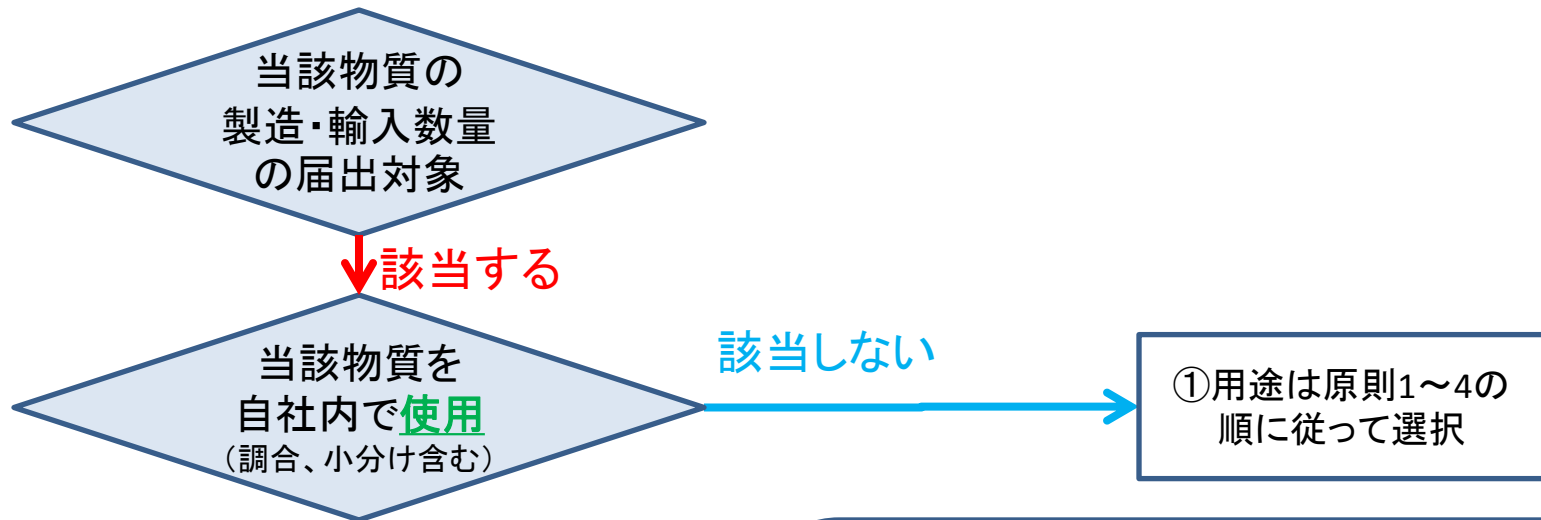 当該物質の
製造・輸入数量
の届出対象
該当する
当該物質を
自社内で使用
（調合、小分け含む）
該当しない
①用途は原則1～4の
順に従って選択